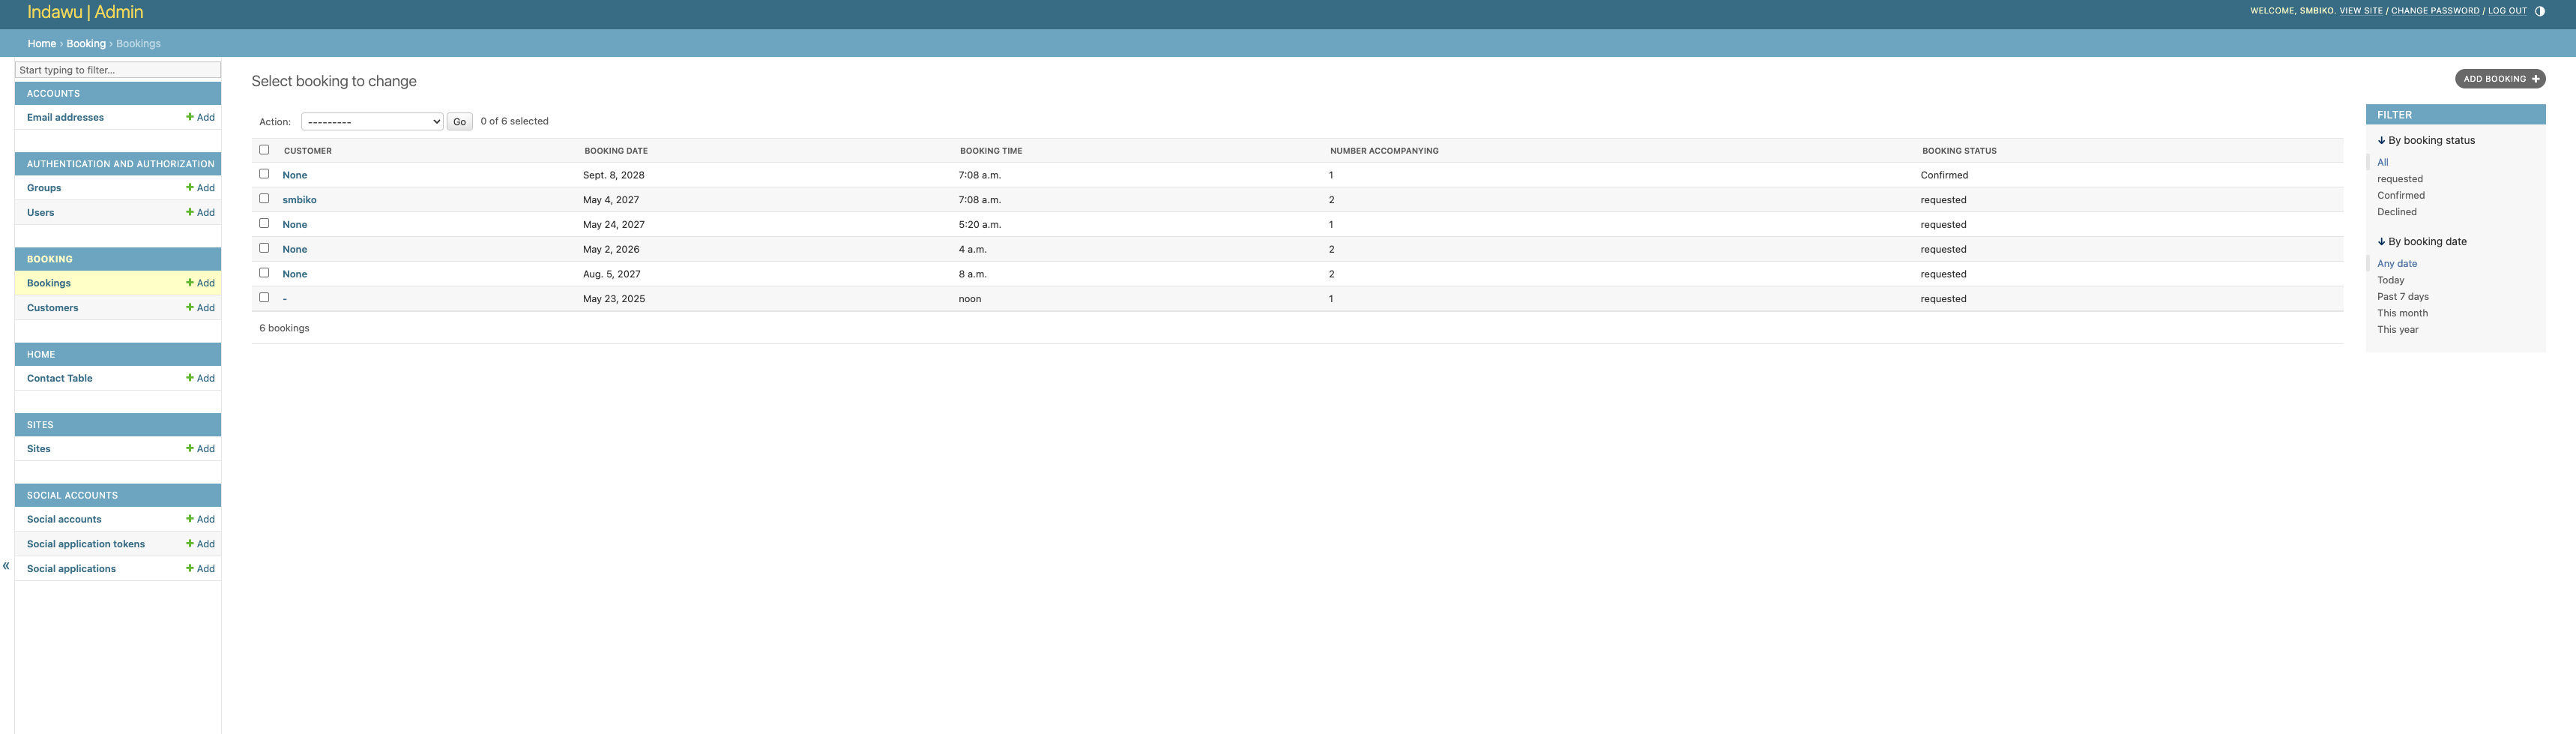 Indawu | Admin
WELCOME, SMBIKO. VIEW SITE / CHANGE PASSWORD / LOG OUT
Home › Booking › Bookings
Start typing to filter...
ACCOUNTS
Email addresses + Add
AUTHENTICATION AND AUTHORIZATION
Groups + Add
Users + Add
BOOKING
Bookings + Add
Customers + Add
HOME
Contact Table + Add
SITES
Sites + Add
SOCIAL ACCOUNTS
Social accounts + Add
Social application tokens + Add
Social applications + Add
«
Select booking to change
ADD BOOKING +
Action: --------- Go 0 of 6 selected
CUSTOMER BOOKING DATE BOOKING TIME NUMBER ACCOMPANYING BOOKING STATUS
None Sept. 8, 2028 7:08 a.m. 1 Confirmed
smbiko May 4, 2027 7:08 a.m. 2 requested
None May 24, 2027 5:20 a.m. 1 requested
None May 2, 2026 4 a.m. 2 requested
None Aug. 5, 2027 8 a.m. 2 requested
- May 23, 2025 noon 1 requested
6 bookings
FILTER
↓ By booking status
All
requested
Confirmed
Declined
↓ By booking date
Any date
Today
Past 7 days
This month
This year